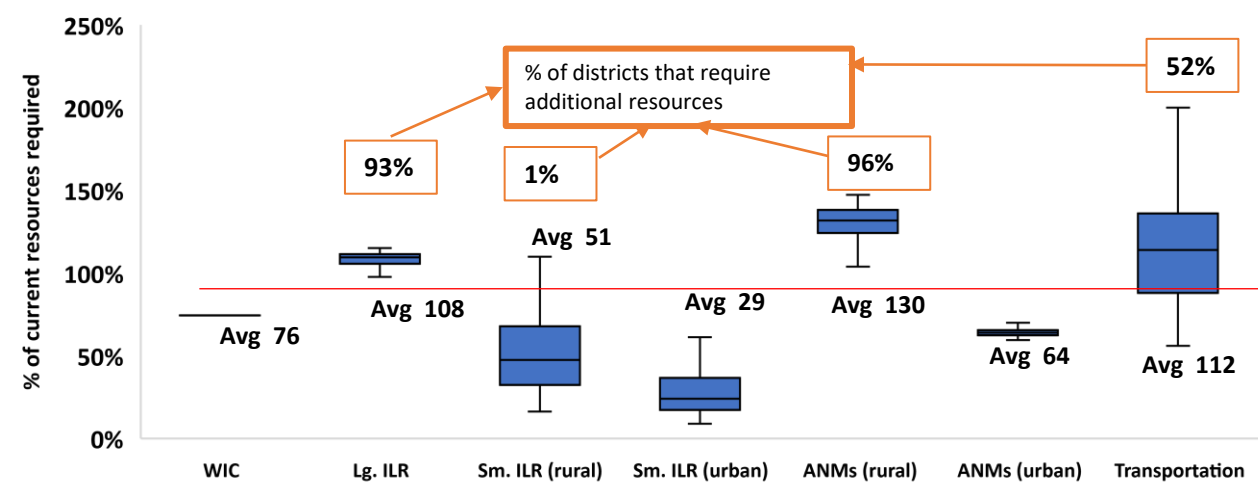 250%
200%
150%
100%
50%
0%
% of current resources required
% of districts that require
additional resources
52%
93%
1%
96%
Avg 51
Avg 29
Avg 108
Avg 130
Avg 76
Avg 64
Avg 112
WIC
Lg. ILR
Sm. ILR (rural)
Sm. ILR (urban)
ANMs (rural)
ANMs (urban)
Transportation